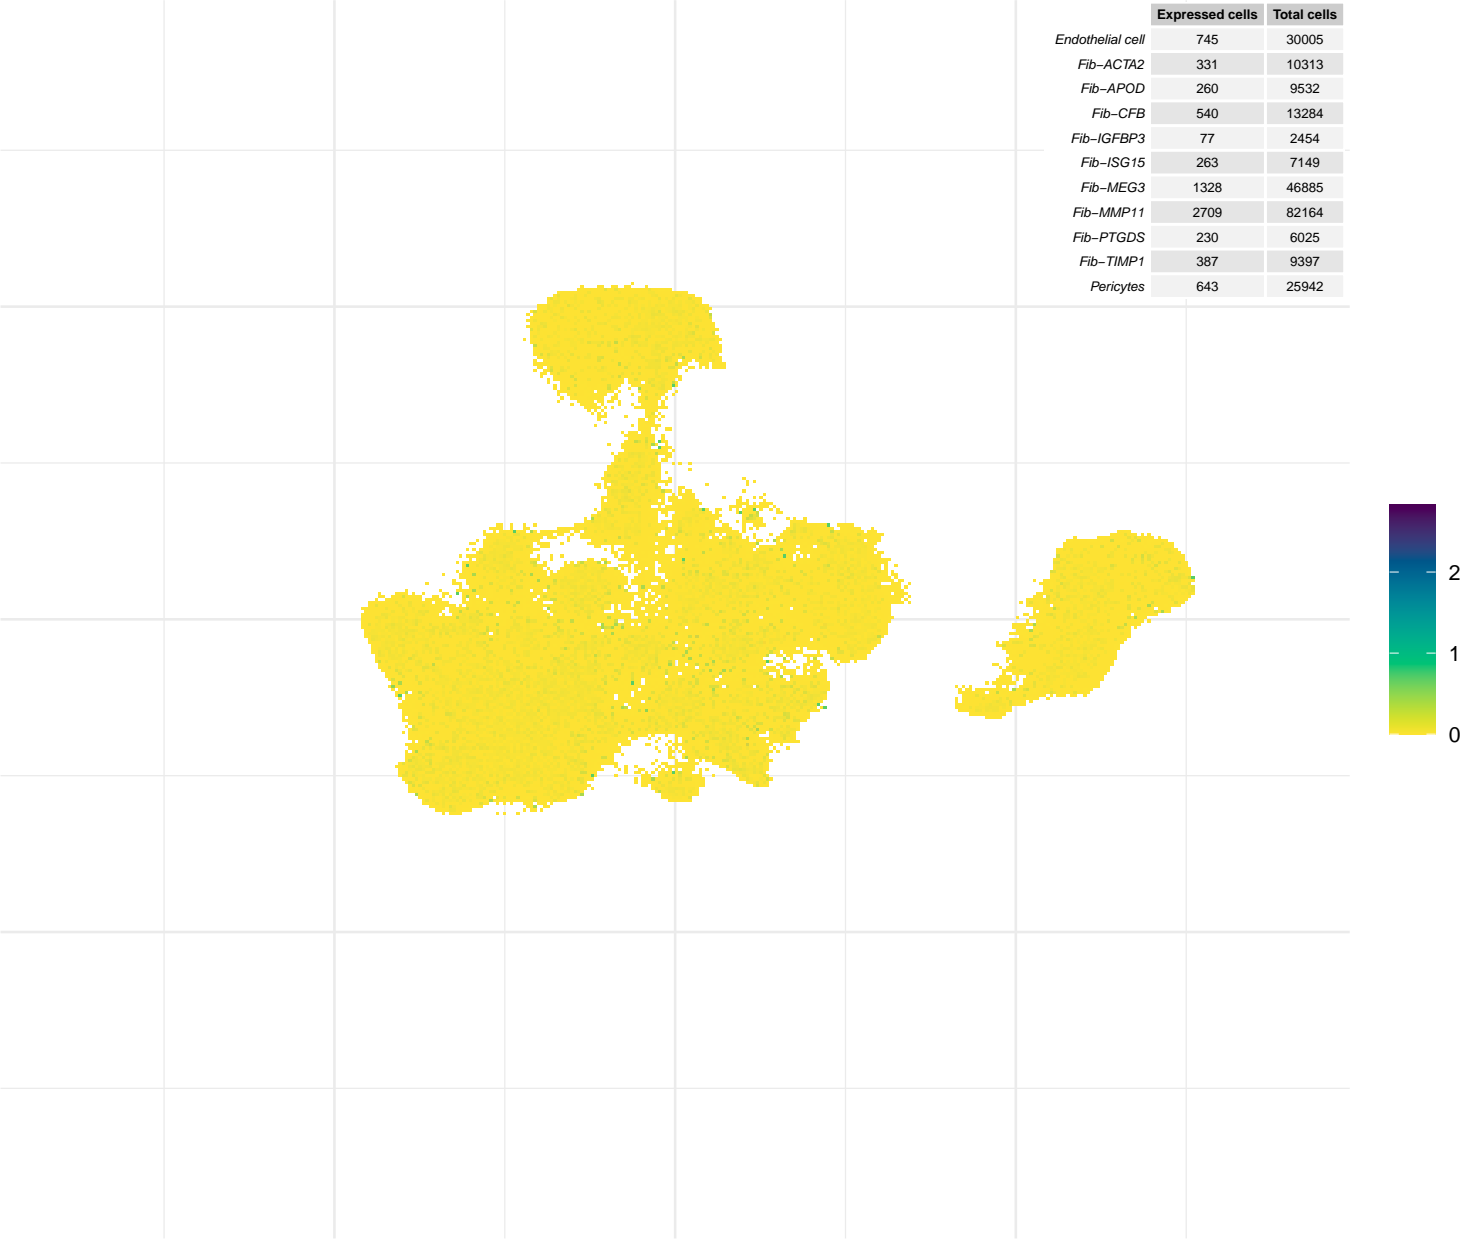 Expressed cells Total cells
Endothelial cell 745 30005
Fib−ACTA2 331 10313
Fib−APOD 260 9532
Fib−CFB 540 13284
Fib−IGFBP3 77 2454
Fib−ISG15 263 7149
Fib−MEG3 1328 46885
Fib−MMP11 2709 82164
Fib−PTGDS 230 6025
Fib−TIMP1 387 9397
Pericytes 643 25942
2
1
0